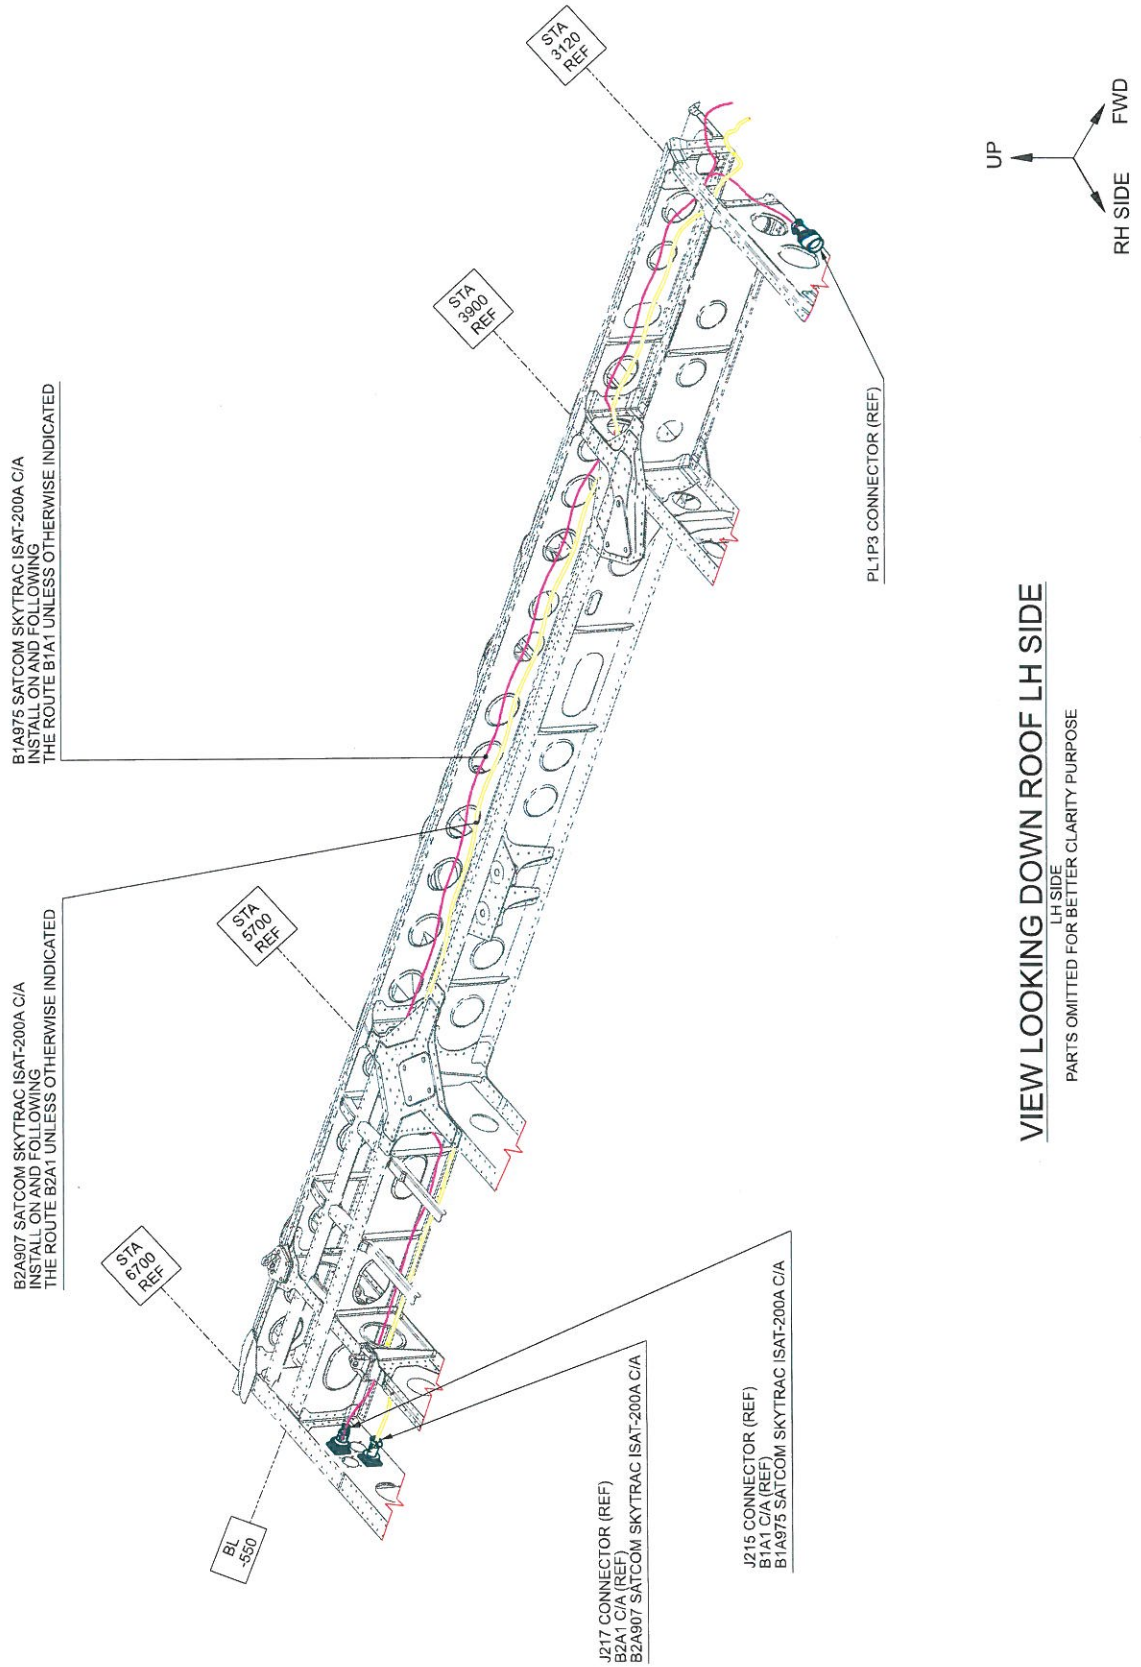 B2A907 SATCOM SKYTRAC ISAT-200A C/A
INSTALL ON AND FOLLOWING
THE ROUTE B2A1 UNLESS OTHERWISE INDICATED
B1A975 SATCOM SKYTRAC ISAT-200A C/A
INSTALL ON AND FOLLOWING
THE ROUTE B1A1 UNLESS OTHERWISE INDICATED
STA
6700
REF
STA
5700
REF
STA
3900
REF
STA
3120
REF
BL
-550
J217 CONNECTOR (REF)
B2A1 C/A (REF)
B2A907 SATCOM SKYTRAC ISAT-200A C/A
J215 CONNECTOR (REF)
B1A1 C/A (REF)
B1A975 SATCOM SKYTRAC ISAT-200A C/A
PL1P3 CONNECTOR (REF)
VIEW LOOKING DOWN ROOF LH SIDE
LH SIDE
PARTS OMITTED FOR BETTER CLARITY PURPOSE
UP
RH SIDE
FWD